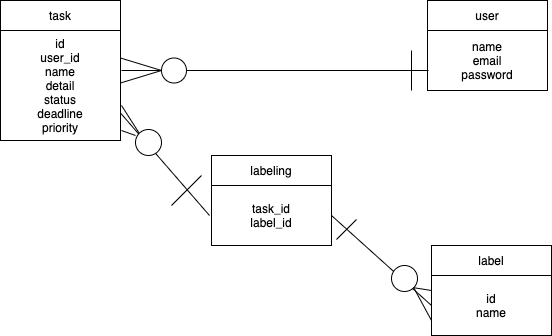 task
id
user_id
name
detail
status
deadline
priority
user
name
email
password
labeling
task_id
label_id
label
id
name